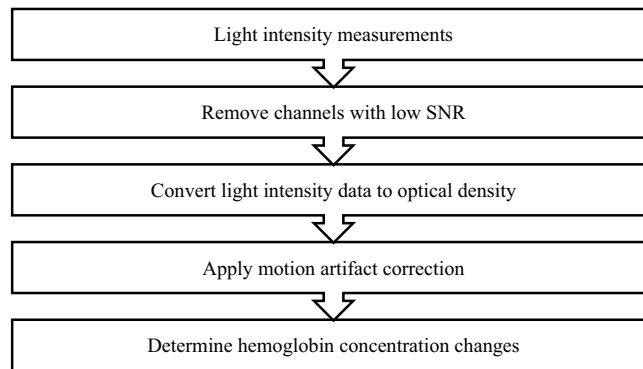 Light intensity measurements
Remove channels with low SNR
Convert light intensity data to optical density
Apply motion artifact correction
Determine hemoglobin concentration changes